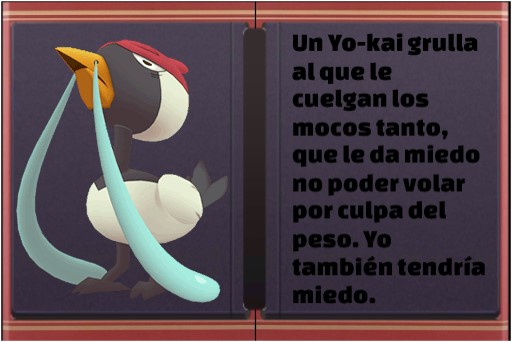 Un Yo-kai grulla
al que le
cuelgan los
mocos tanto,
que le da miedo
no poder volar
por culpa del
peso. Yo
también tendría
miedo.